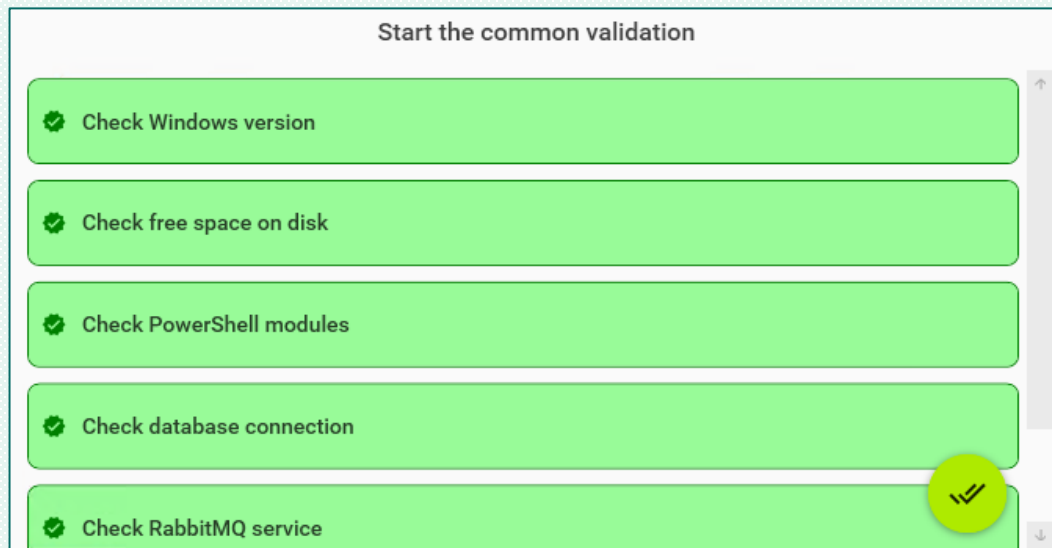 Start the common validation
Check Windows version
Check free space on disk
Check PowerShell modules
Check database connection
Check RabbitMQ service